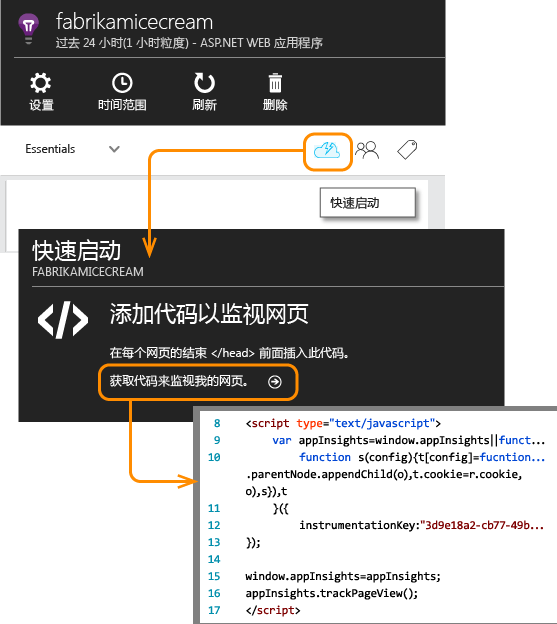 fabrikamicecream
过去 24 小时(1 小时粒度) - ASP.NET WEB 应用程序
设置 时间范围 刷新 删除
Essentials
快速启动
快速启动
FABRIKAMICECREAM
添加代码以监视网页
在每个网页的结束 </head> 前面插入此代码。
获取代码来监视我的网页。
8 <script type="text/javascript">
9 var appInsights=window.appInsights||funct...
10 function s(config){t[config]=fucntion...
.parentNode.appendChild(o),t.cookie=r.cookie,
o),s}),t
11 }({
12 instrumentationKey:"3d9e18a2-cb77-49b...
13 });
14
15 window.appInsights=appInsights;
16 appInsights.trackPageView();
17 </script>